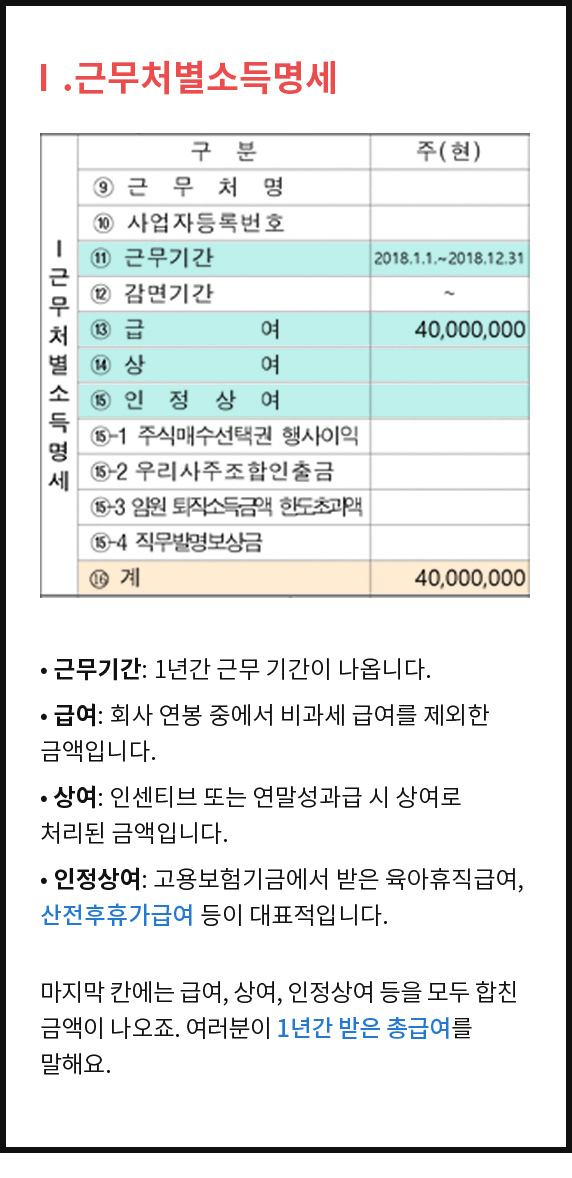 Ⅰ.근무처별소득명세
구 분 주(현)
Ⅰ근무처별소득명세
⑨ 근 무 처 명
⑩ 사업자등록번호
⑪ 근무기간 2018.1.1.~2018.12.31
⑫ 감면기간 ~
⑬ 급 여 40,000,000
⑭ 상 여
⑮ 인 정 상 여
⑮-1 주식매수선택권 행사이익
⑮-2 우리사주조합인출금
⑮-3 임원 퇴직소득금액 한도초과액
⑮-4 직무발명보상금
⑯ 계 40,000,000
• 근무기간: 1년간 근무 기간이 나옵니다.
• 급여: 회사 연봉 중에서 비과세 급여를 제외한
금액입니다.
• 상여: 인센티브 또는 연말성과급 시 상여로
처리된 금액입니다.
• 인정상여: 고용보험기금에서 받은 육아휴직급여,
산전후휴가급여 등이 대표적입니다.
마지막 칸에는 급여, 상여, 인정상여 등을 모두 합친
금액이 나오죠. 여러분이 1년간 받은 총급여를
말해요.